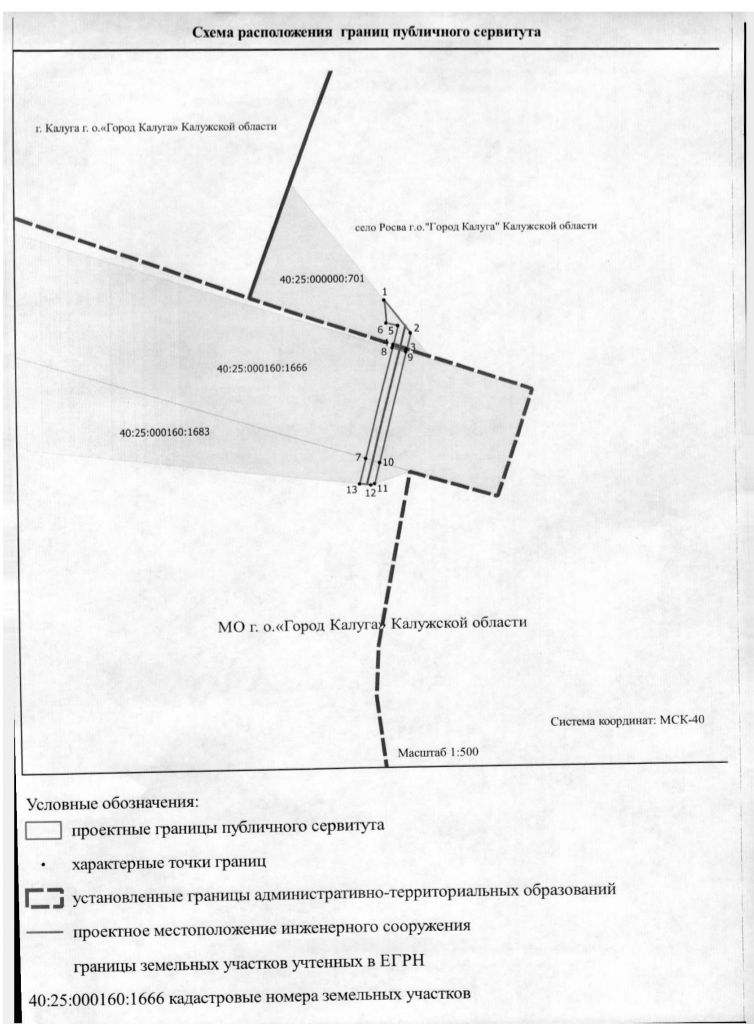 Схема расположения границ публичного сервитута
г. Калуга г. о.«Город Калуга» Калужской области
село Росва г.о."Город Калуга" Калужской области
40:25:000000:701
1
6
5
2
4
3
8
9
40:25:000160:1666
40:25:000160:1683
7
10
13
12
11
МО г. о.«Город Калуга» Калужской области
Система координат: МСК-40
Масштаб 1:500
Условные обозначения:
проектные границы публичного сервитута
характерные точки границ
установленные границы административно-территориальных образований
проектное местоположение инженерного сооружения
границы земельных участков учтенных в ЕГРН
40:25:000160:1666 кадастровые номера земельных участков